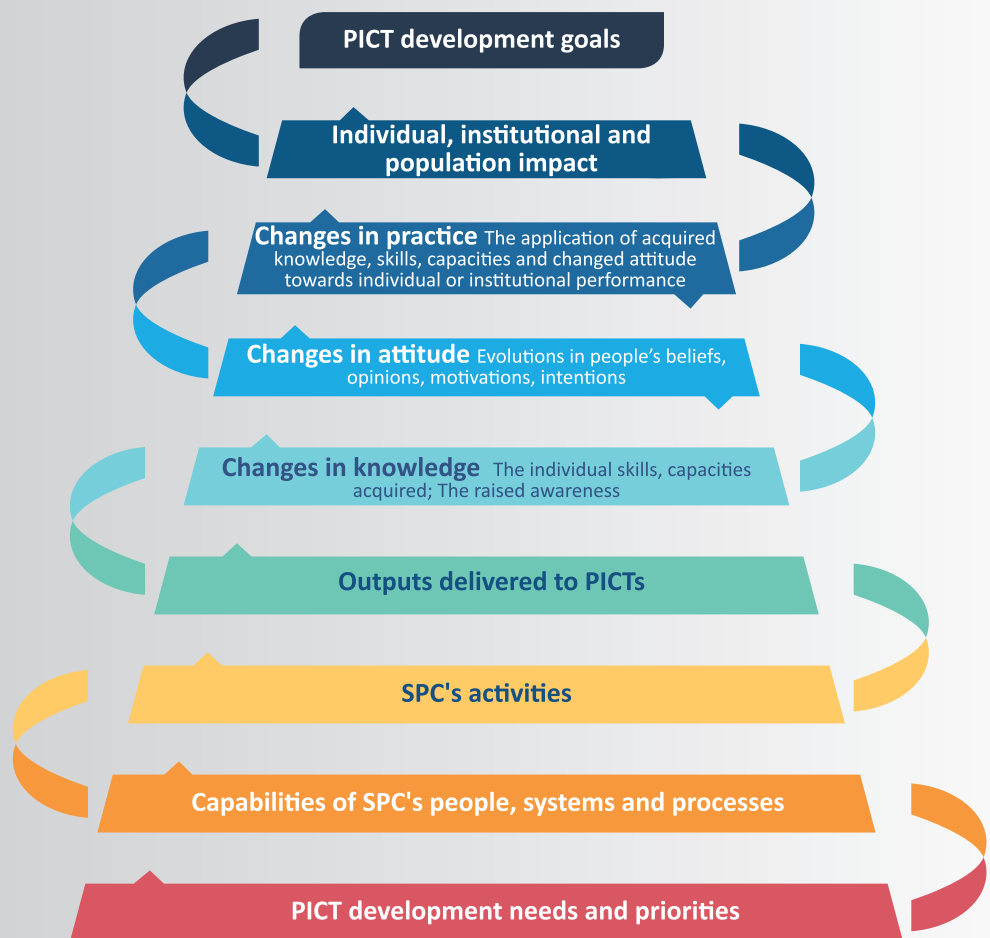 PICT development goals
Individual, institutional and
population impact
Changes in practice The application of acquired
knowledge, skills, capacities and changed attitude
towards individual or institutional performance
Changes in attitude Evolutions in people’s beliefs,
opinions, motivations, intentions
Changes in knowledge The individual skills, capacities
acquired; The raised awareness
Outputs delivered to PICTs
SPC's activities
Capabilities of SPC's people, systems and processes
PICT development needs and priorities